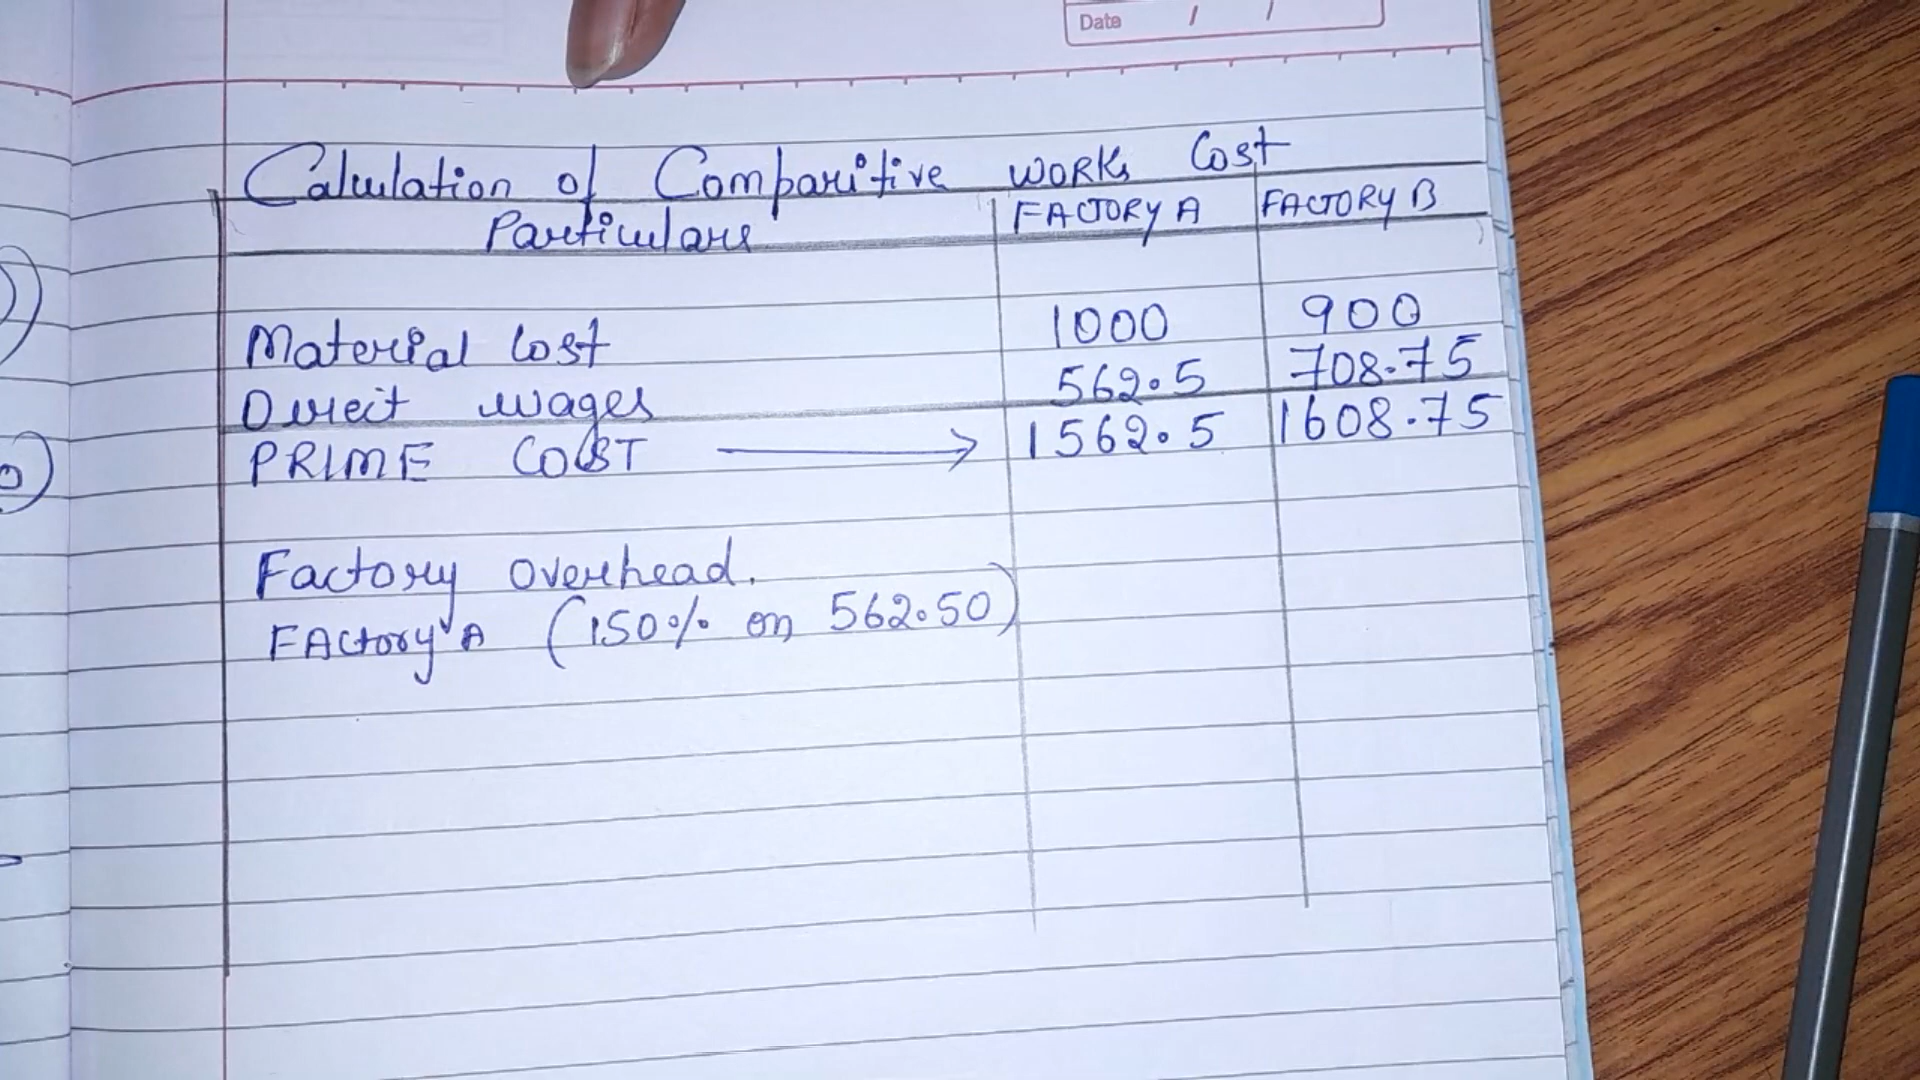 Date / /
Calculation of Comparitive works Cost
Particulars FACTORY A FACTORY B
Material Cost 1000 900
Direct wages 562.5 708.75
PRIME COST → 1562.5 1608.75
Factory overhead.
FACtory A (150% on 562.50)